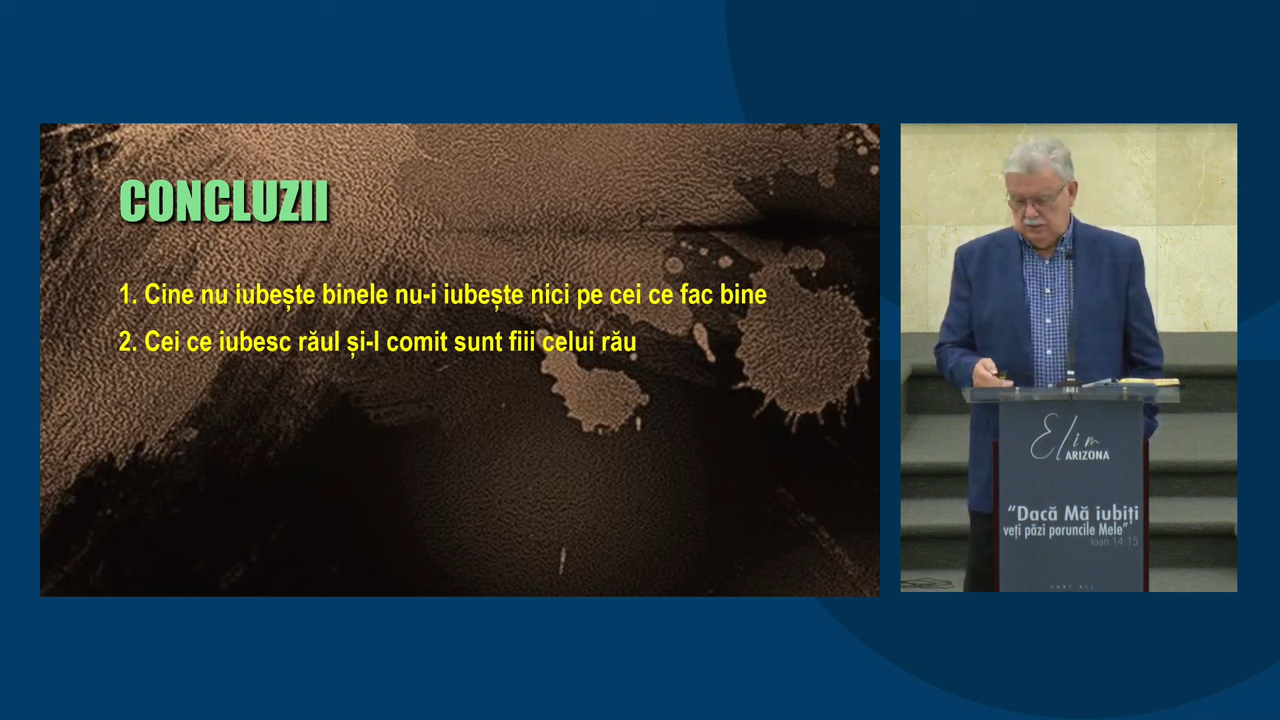 CONCLUZII
1. Cine nu iubește binele nu-i iubește nici pe cei ce fac bine
2. Cei ce iubesc răul și-l comit sunt fiii celui rău
Elim
ARIZONA
“Dacă Mă iubiți
veți păzi poruncile Mele”
Ioan 14:15